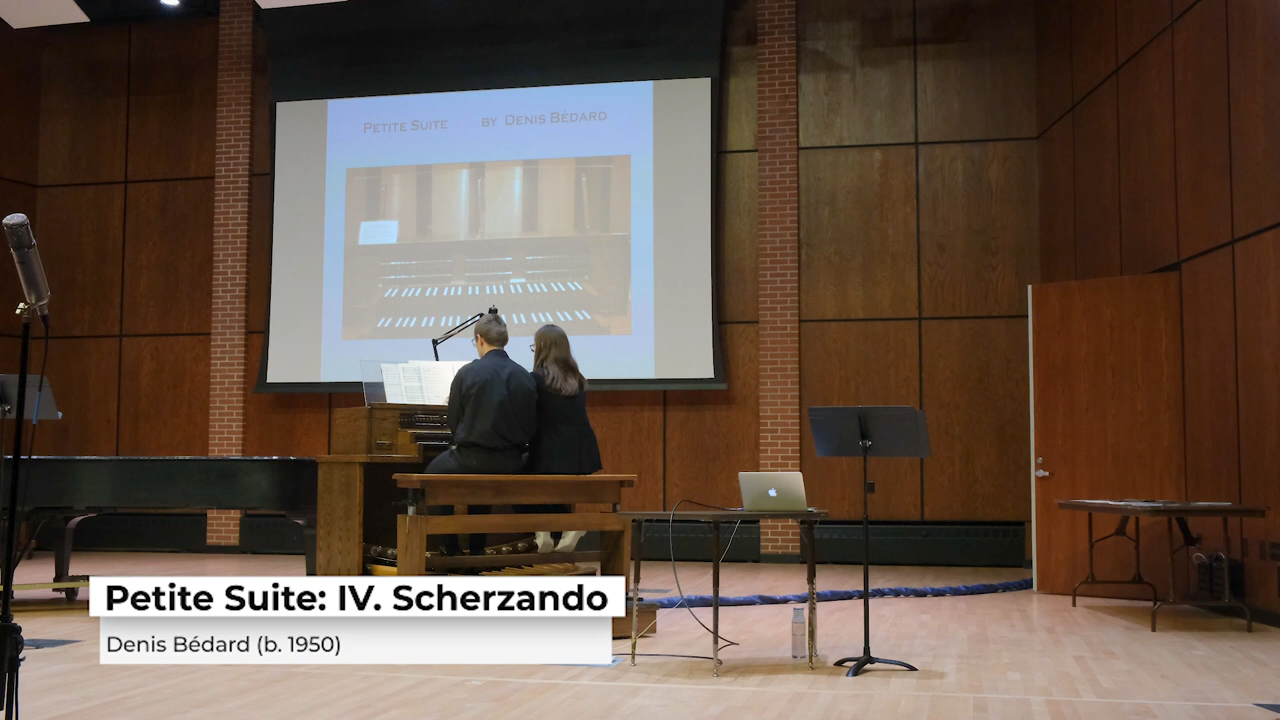 Petite Suite by Denis Bédard
Petite Suite: IV. Scherzando
Denis Bédard (b. 1950)